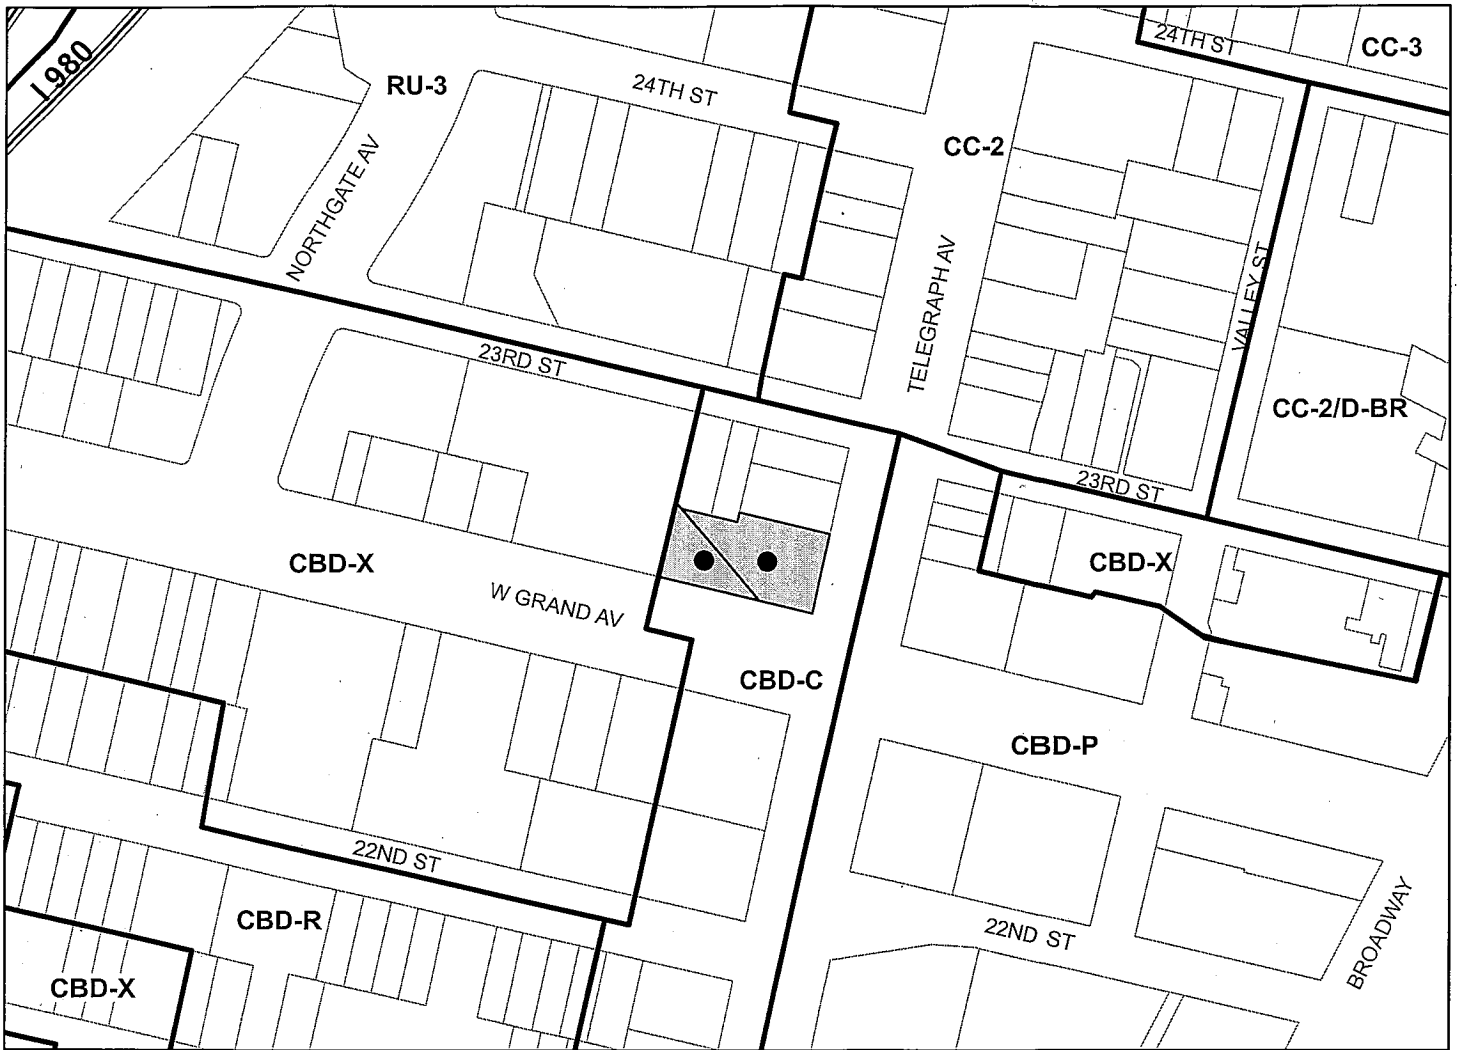 I 980
RU-3
24TH ST
24TH ST
CC-3
CC-2
NORTHGATE AV
TELEGRAPH AV
VALLEY ST
23RD ST
CC-2/D-BR
23RD ST
CBD-X
W GRAND AV
CBD-X
CBD-C
CBD-P
22ND ST
CBD-R
22ND ST
BROADWAY
CBD-X